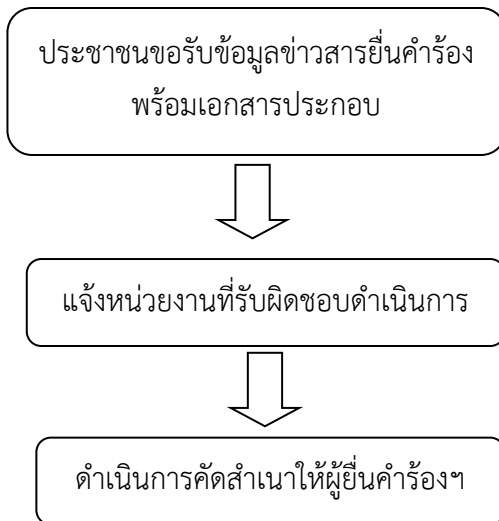 ประชาชนขอรับข้อมูลข่าวสารยื่นคำร้อง
พร้อมเอกสารประกอบ
แจ้งหน่วยงานที่รับผิดชอบดำเนินการ
ดำเนินการคัดสำเนาให้ผู้ยื่นคำร้องฯ